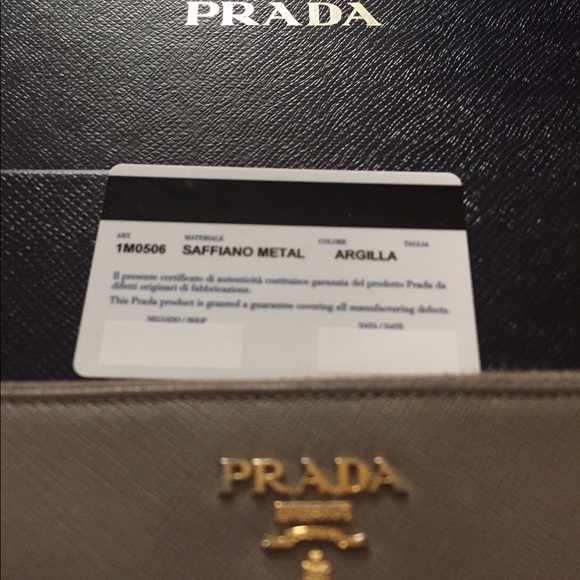 PRADA
ART. MATERIALE COLORE TAGLIA
1M0506 SAFFIANO METAL ARGILLA
Il presente certificato di autenticità costituisce garanzia del prodotto Prada da
difetti originari di fabbricazione.
This Prada product is granted a guarantee covering all manufacturing defects.
NEGOZIO / SHOP DATA / DATE
PRADA